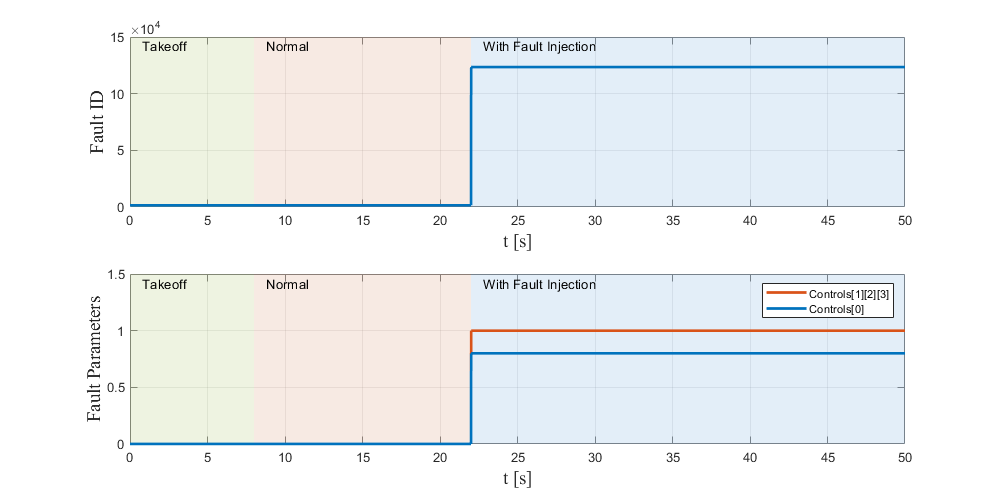 ×10⁴
15
10
5
0
Fault ID
Takeoff
Normal
With Fault Injection
0 5 10 15 20 25 30 35 40 45 50
t [s]
1.5
1
0.5
0
Fault Parameters
Takeoff
Normal
With Fault Injection
Controls[1][2][3]
Controls[0]
0 5 10 15 20 25 30 35 40 45 50
t [s]